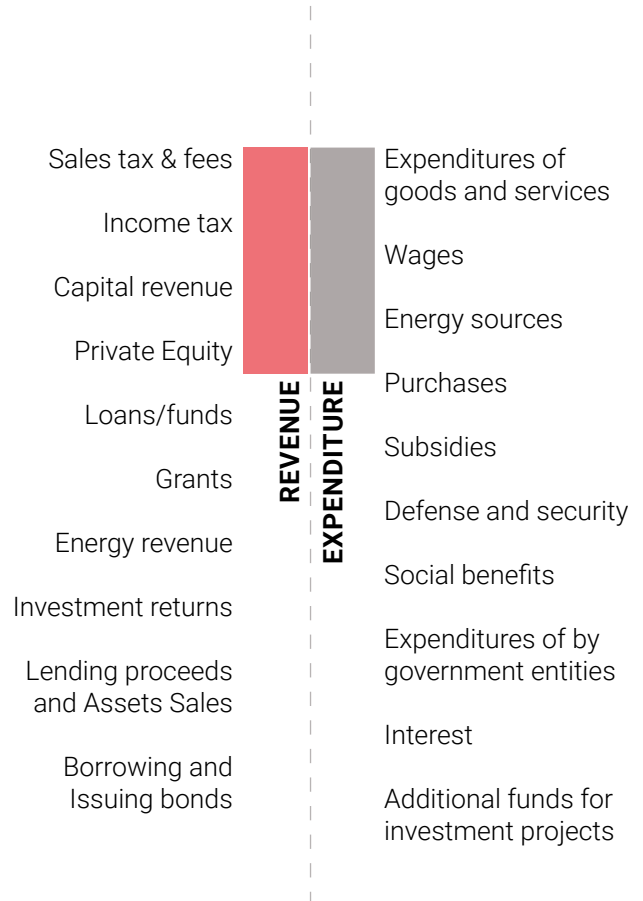 Sales tax & fees
Income tax
Capital revenue
Private Equity
Loans/funds
Grants
Energy revenue
Investment returns
Lending proceeds
and Assets Sales
Borrowing and
Issuing bonds
REVENUE
EXPENDITURE
Expenditures of
goods and services
Wages
Energy sources
Purchases
Subsidies
Defense and security
Social benefits
Expenditures of by
government entities
Interest
Additional funds for
investment projects